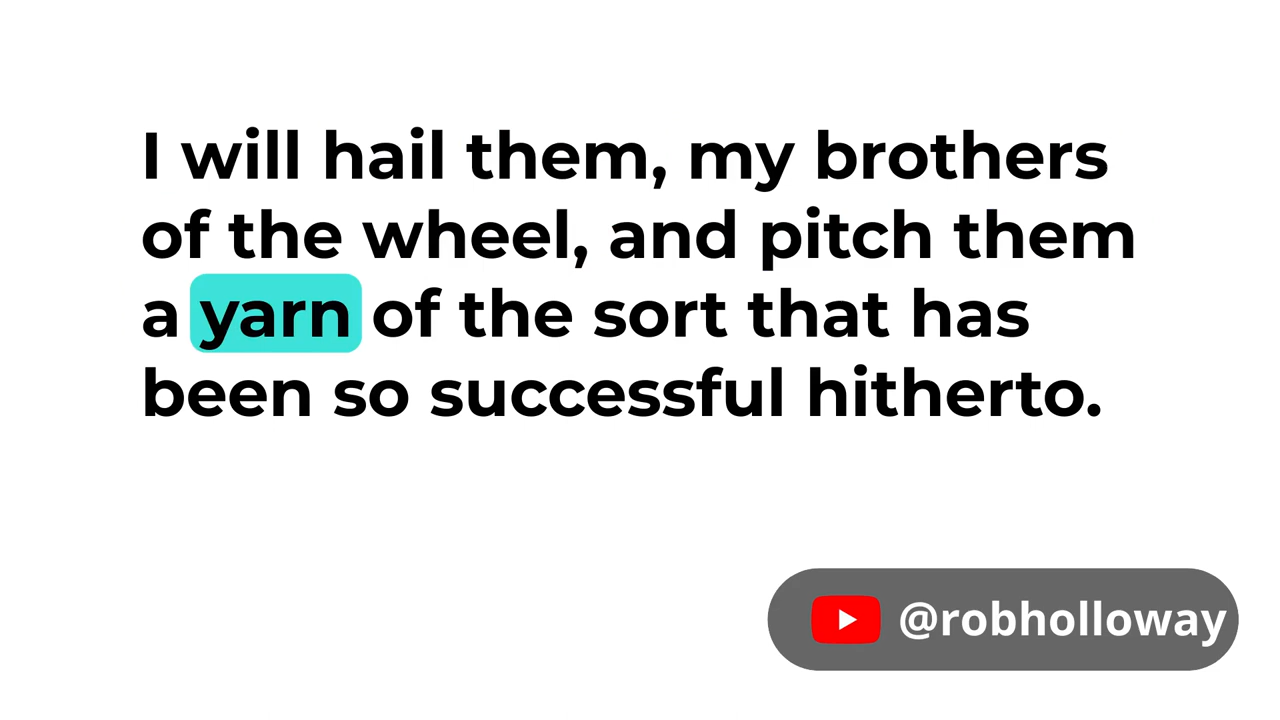 I will hail them, my brothers
of the wheel, and pitch them
a yarn of the sort that has
been so successful hitherto.
@robholloway